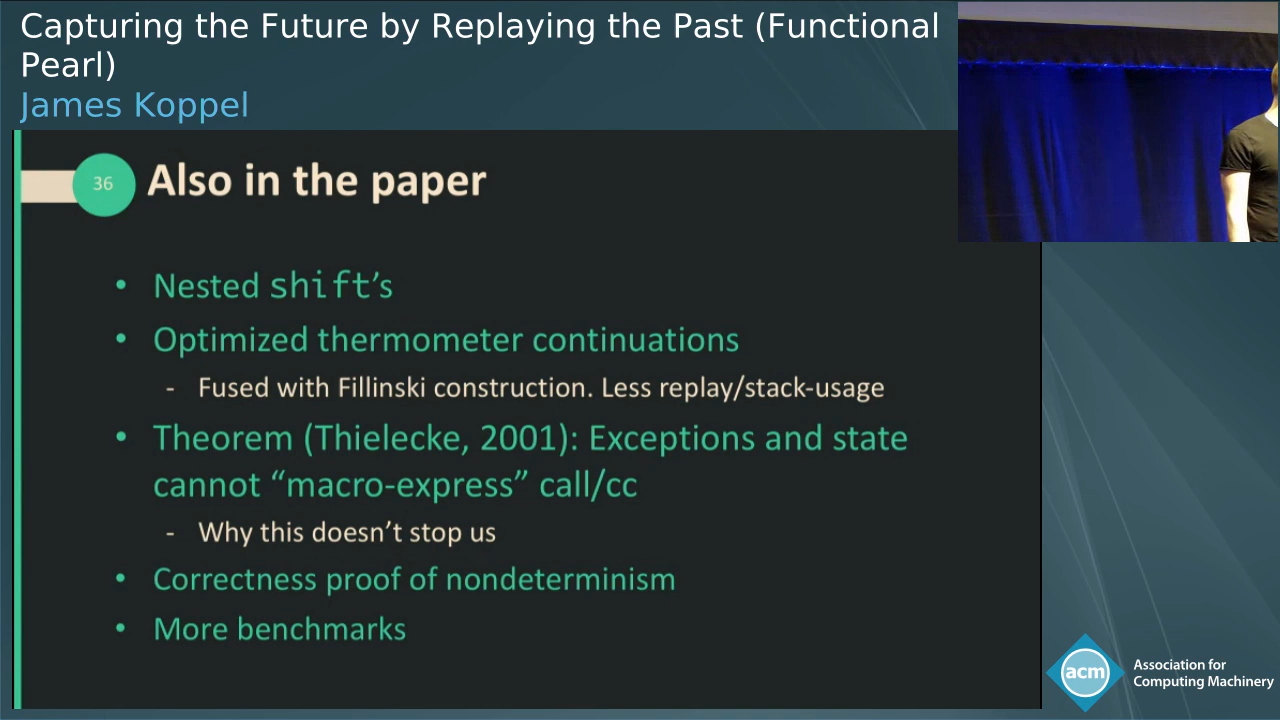 Capturing the Future by Replaying the Past (Functional
Pearl)
James Koppel
36
Also in the paper
• Nested shift’s
• Optimized thermometer continuations
- Fused with Fillinski construction. Less replay/stack-usage
• Theorem (Thielecke, 2001): Exceptions and state
cannot “macro-express” call/cc
- Why this doesn’t stop us
• Correctness proof of nondeterminism
• More benchmarks
acm
Association for
Computing Machinery